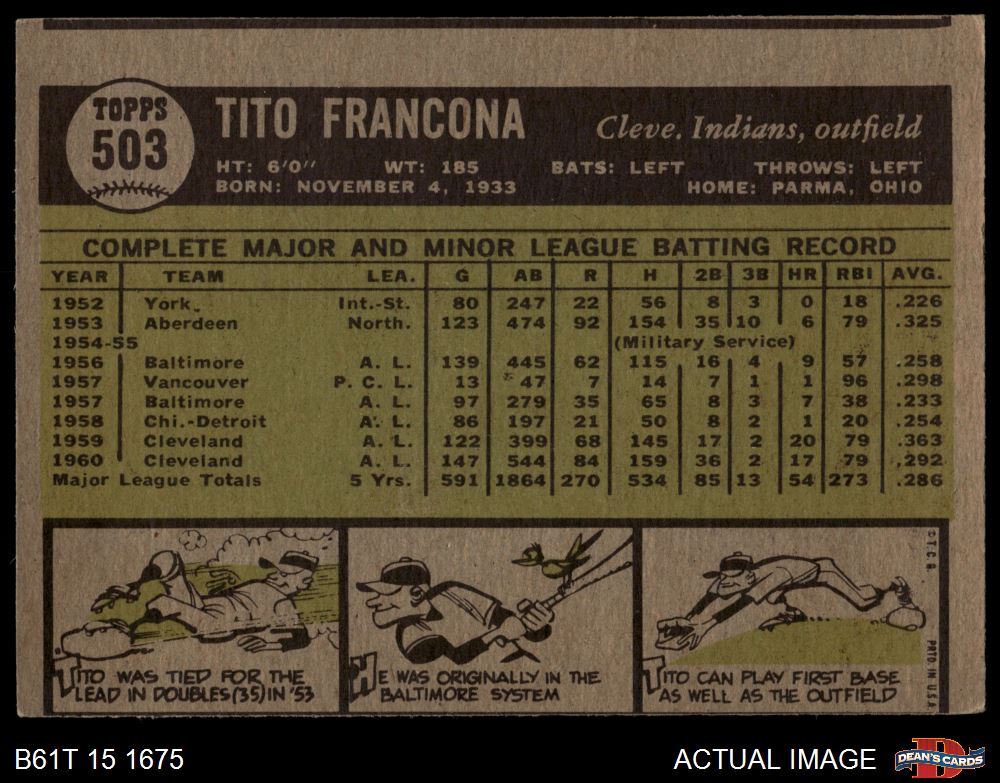 TOPPS
503
TITO FRANCONA Cleve. Indians, outfield
HT: 6'0" WT: 185 BATS: LEFT THROWS: LEFT
BORN: NOVEMBER 4, 1933 HOME: PARMA, OHIO
COMPLETE MAJOR AND MINOR LEAGUE BATTING RECORD
YEAR TEAM LEA. G AB R H 2B 3B HR RBI AVG.
1952 York Int.-St. 80 247 22 56 8 3 0 18 .226
1953 Aberdeen North. 123 474 92 154 35 10 6 79 .325
1954-55 (Military Service)
1956 Baltimore A. L. 139 445 62 115 16 4 9 57 .258
1957 Vancouver P. C. L. 13 47 7 14 7 1 1 96 .298
1957 Baltimore A. L. 97 279 35 65 8 3 7 38 .233
1958 Chi.-Detroit A. L. 86 197 21 50 8 2 1 20 .254
1959 Cleveland A. L. 122 399 68 145 17 2 20 79 .363
1960 Cleveland A. L. 147 544 84 159 36 2 17 79 .292
Major League Totals 5 Yrs. 591 1864 270 534 85 13 54 273 .286
TITO WAS TIED FOR THE
LEAD IN DOUBLES (35) IN '53
HE WAS ORIGINALLY IN THE
BALTIMORE SYSTEM
TITO CAN PLAY FIRST BASE
AS WELL AS THE OUTFIELD
© T.C.G. PRTD. IN U.S.A.
B61T 15 1675
ACTUAL IMAGE
DEAN'S CARDS